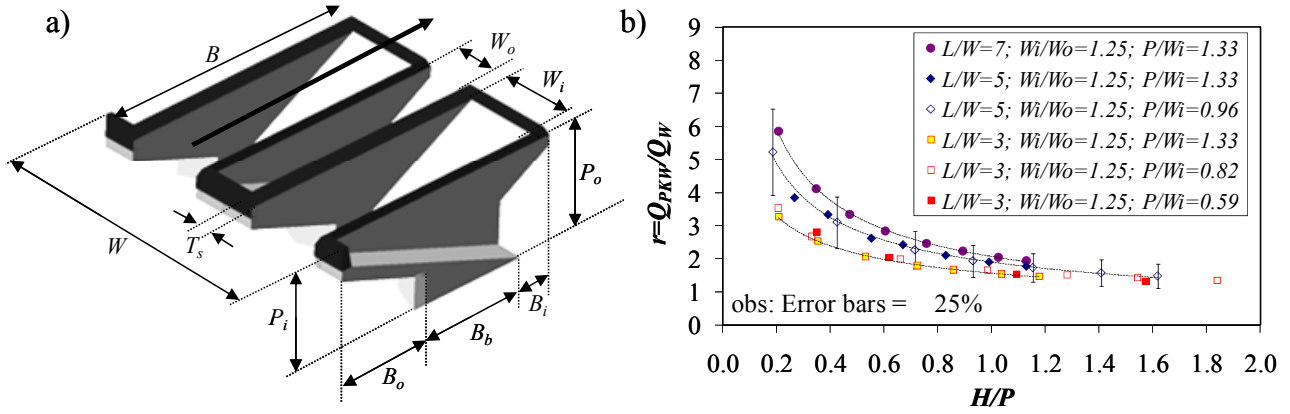 a)
B
W_o
W_i
P_o
W
T_s
P_i
B_i
B_b
B_o
b)
r=Q_PKW/Q_W
9
8
7
6
5
4
3
2
1
0
L/W=7; Wi/Wo=1.25; P/Wi=1.33
L/W=5; Wi/Wo=1.25; P/Wi=1.33
L/W=5; Wi/Wo=1.25; P/Wi=0.96
L/W=3; Wi/Wo=1.25; P/Wi=1.33
L/W=3; Wi/Wo=1.25; P/Wi=0.82
L/W=3; Wi/Wo=1.25; P/Wi=0.59
obs: Error bars = 25%
0.0 0.2 0.4 0.6 0.8 1.0 1.2 1.4 1.6 1.8 2.0
H/P